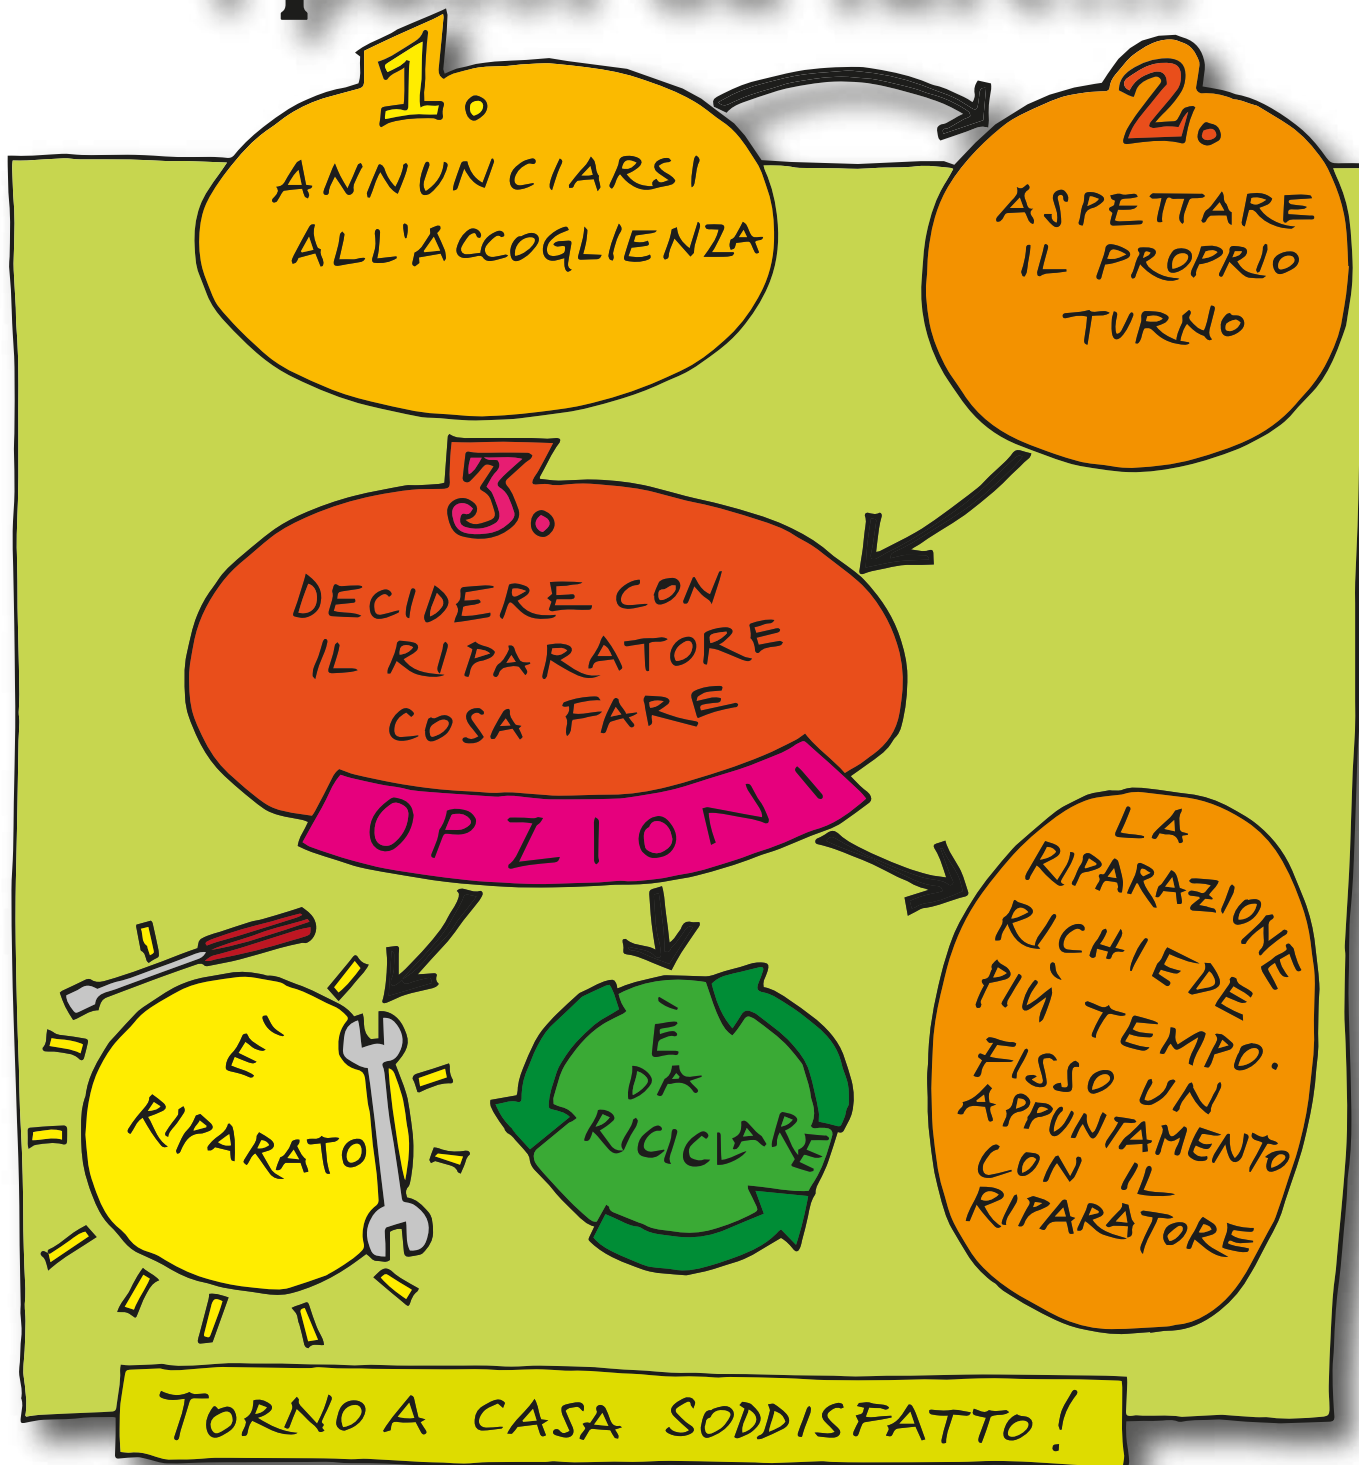 1.
ANNUNCIARSI
ALL'ACCOGLIENZA
2.
ASPETTARE
IL PROPRIO
TURNO
3.
DECIDERE CON
IL RIPARATORE
COSA FARE
OPZIONI
È
RIPARATO
È
DA
RICICLARE
LA
RIPARAZIONE
RICHIEDE
PIÙ TEMPO.
FISSO UN
APPUNTAMENTO
CON IL
RIPARATORE
TORNO A CASA SODDISFATTO!